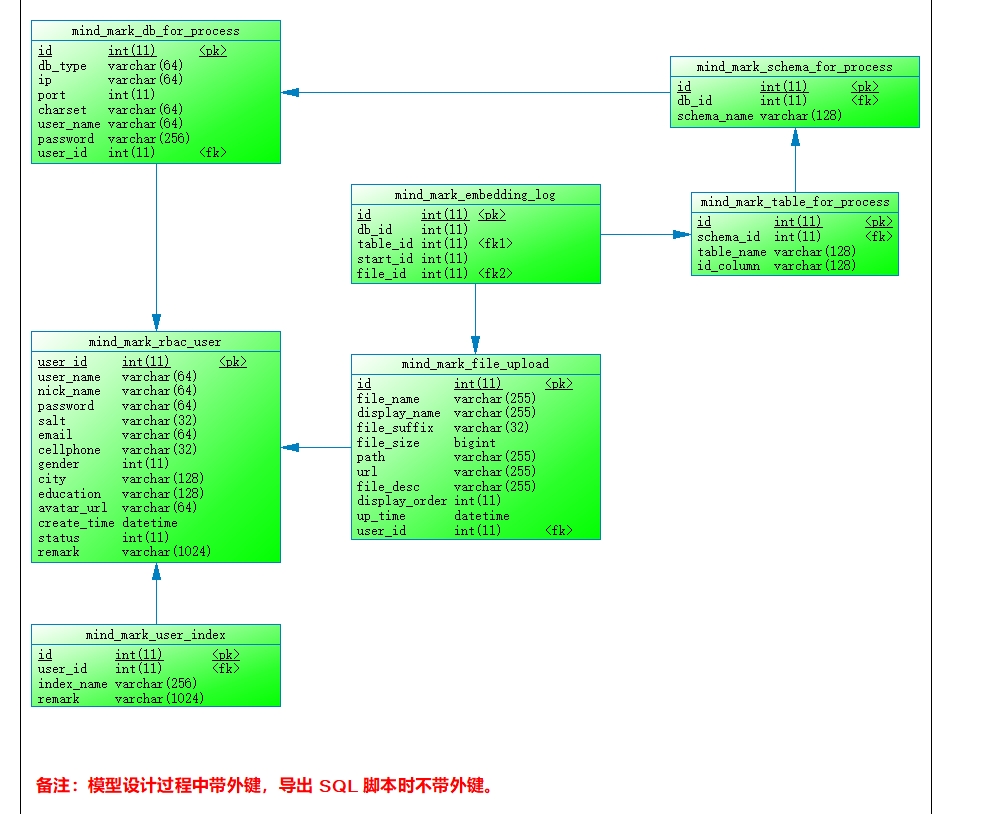 mind_mark_db_for_process
id int(11) <pk>
db_type varchar(64)
ip varchar(64)
port int(11)
charset varchar(64)
user_name varchar(64)
password varchar(256)
user_id int(11) <fk>
mind_mark_schema_for_process
id int(11) <pk>
db_id int(11) <fk>
schema_name varchar(128)
mind_mark_embedding_log
id int(11) <pk>
db_id int(11)
table_id int(11) <fk1>
start_id int(11)
file_id int(11) <fk2>
mind_mark_table_for_process
id int(11) <pk>
schema_id int(11) <fk>
table_name varchar(128)
id_column varchar(128)
mind_mark_rbac_user
user_id int(11) <pk>
user_name varchar(64)
nick_name varchar(64)
password varchar(64)
salt varchar(32)
email varchar(64)
cellphone varchar(32)
gender int(11)
city varchar(128)
education varchar(128)
avatar_url varchar(64)
create_time datetime
status int(11)
remark varchar(1024)
mind_mark_file_upload
id int(11) <pk>
file_name varchar(255)
display_name varchar(255)
file_suffix varchar(32)
file_size bigint
path varchar(255)
url varchar(255)
file_desc varchar(255)
display_order int(11)
up_time datetime
user_id int(11) <fk>
mind_mark_user_index
id int(11) <pk>
user_id int(11) <fk>
index_name varchar(256)
remark varchar(1024)
备注：模型设计过程中带外键，导出 SQL 脚本时不带外键。